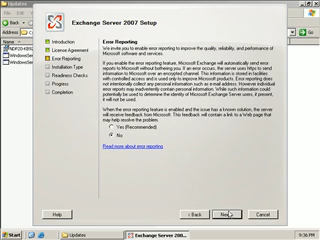 Updates
Exchange Server 2007 Setup
Introduction
License Agreement
Error Reporting
Installation Type
Readiness Checks
Progress
Completion
Error Reporting
We invite you to enable error reporting to improve the quality, reliability, and performance of
Microsoft software and services.
If you enable the error reporting feature, Microsoft Exchange will automatically send error
reports to Microsoft without bothering you. If an error occurs, the server uses https to send
information to Microsoft over an encrypted channel. This information is stored in facilities
with controlled access and is used only to improve Microsoft products. Error reporting does
not intentionally collect any personal information such as e-mail address. However individual
error reports may inadvertently contain personal information. While such information could
potentially be used to determine the identity of Microsoft Exchange Server users, if present,
it will not be used.
When the error reporting feature is enabled and the issue has a known solution, the server
will receive feedback from Microsoft. This feedback will contain a link to a Web page that
may help resolve the problem.
Yes (Recommended)
No
Read more about error reporting
Help
< Back
Cancel
Start
Updates
Exchange Server 200...
9:36 PM